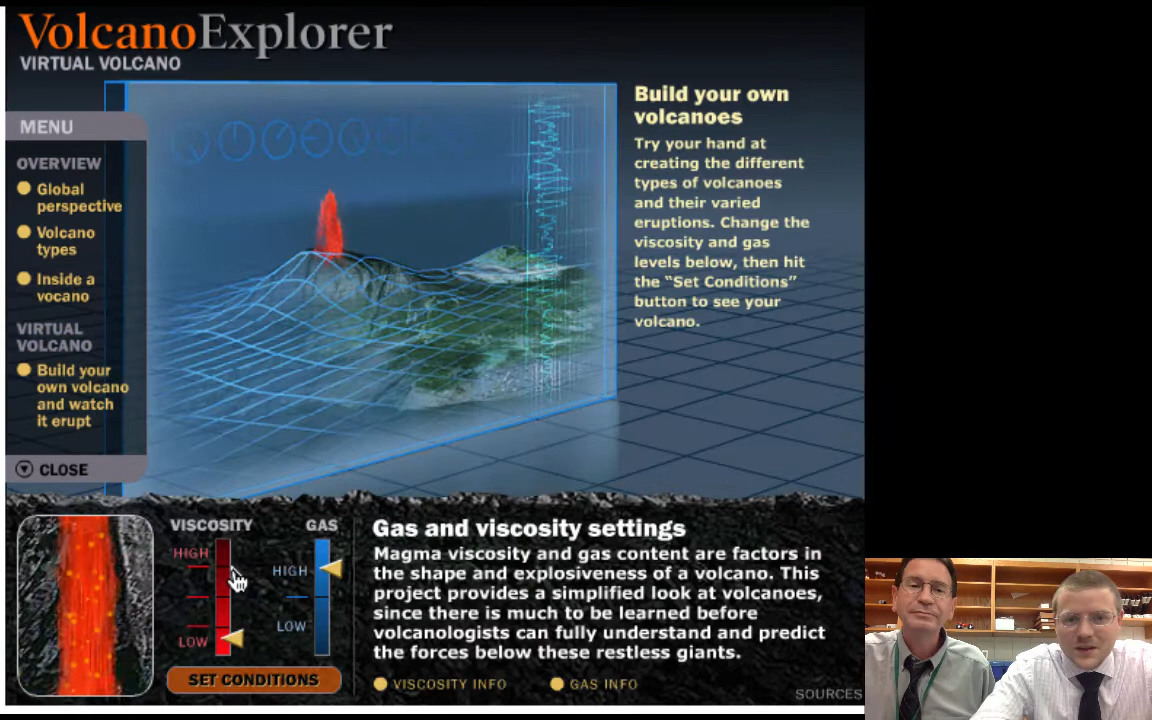 VolcanoExplorer
VIRTUAL VOLCANO
MENU
OVERVIEW
Global
perspective
Volcano
types
Inside a
vocano
VIRTUAL
VOLCANO
Build your
own volcano
and watch
it erupt
CLOSE
Build your own
volcanoes
Try your hand at
creating the different
types of volcanoes
and their varied
eruptions. Change the
viscosity and gas
levels below, then hit
the “Set Conditions”
button to see your
volcano.
VISCOSITY
HIGH
LOW
GAS
HIGH
LOW
SET CONDITIONS
Gas and viscosity settings
Magma viscosity and gas content are factors in
the shape and explosiveness of a volcano. This
project provides a simplified look at volcanoes,
since there is much to be learned before
volcanologists can fully understand and predict
the forces below these restless giants.
VISCOSITY INFO
GAS INFO
SOURCES